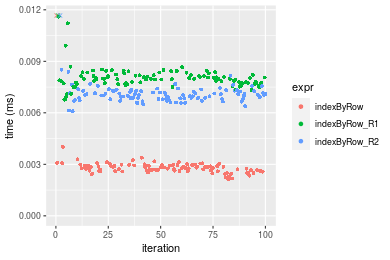 0.012
0.009
0.006
0.003
0.000
time (ms)
0
25
50
75
100
iteration
expr
indexByRow
indexByRow_R1
indexByRow_R2